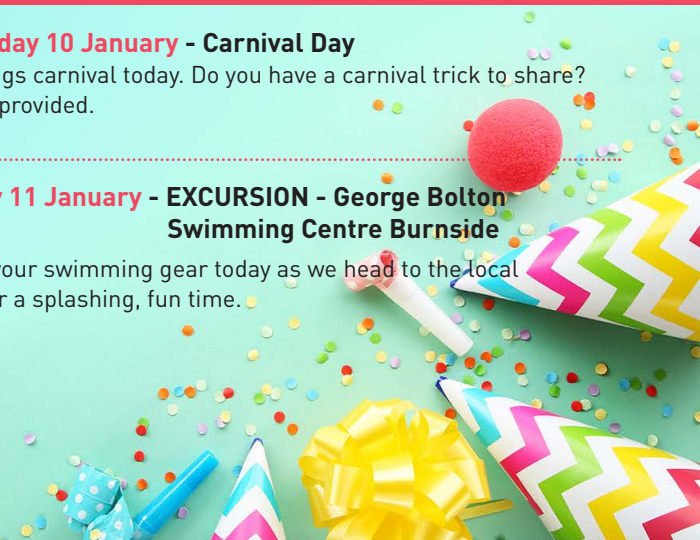 day 10 January - Carnival Day
gs carnival today. Do you have a carnival trick to share?
provided.
11 January - EXCURSION - George Bolton
Swimming Centre Burnside
your swimming gear today as we head to the local
r a splashing, fun time.